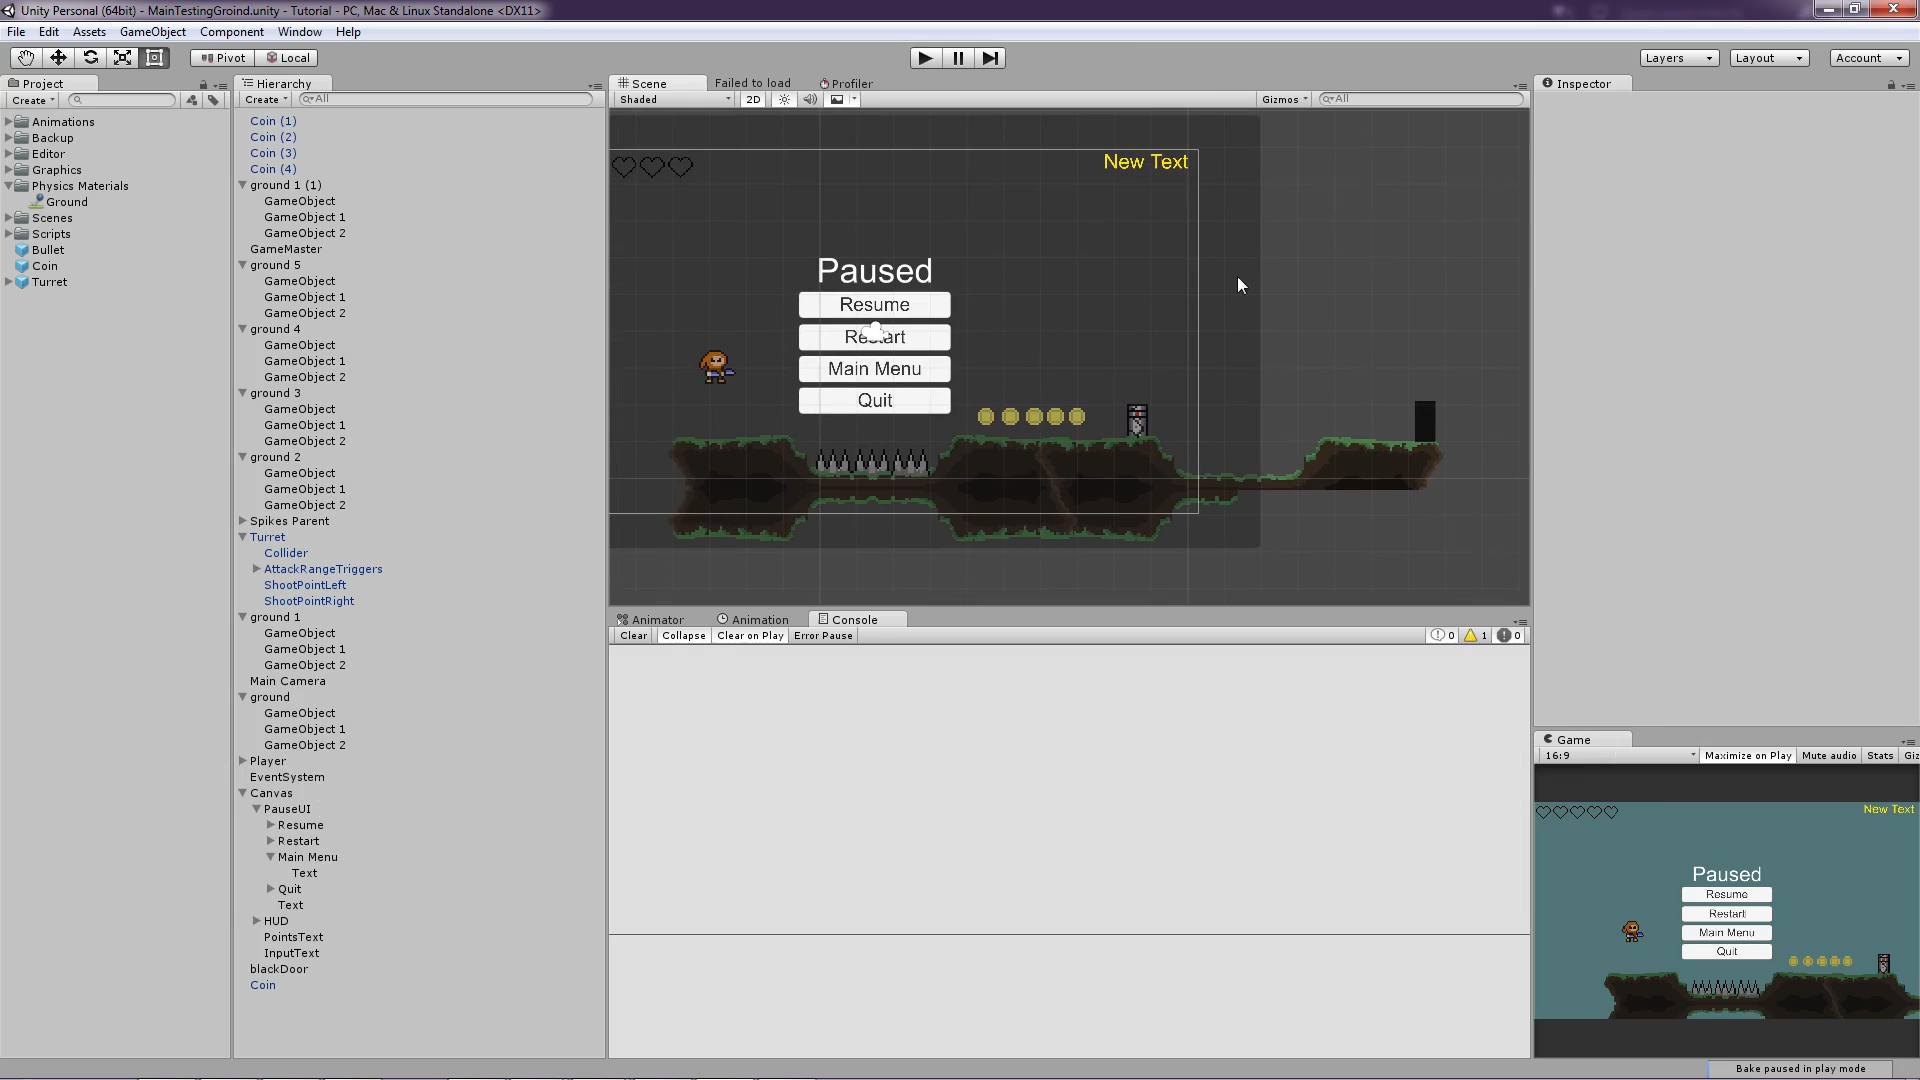 Unity Personal (64bit) - MainTestingGroind.unity - Tutorial - PC, Mac & Linux Standalone <DX11>
File Edit Assets GameObject Component Window Help
Pivot Local Layers Layout Account
Project Hierarchy Scene Failed to load Profiler Inspector
Create Create All Shaded 2D Gizmos All
Animations
Backup
Editor
Graphics
Physics Materials
Ground
Scenes
Scripts
Bullet
Coin
Turret
Coin (1)
Coin (2)
Coin (3)
Coin (4)
ground 1 (1)
GameObject
GameObject 1
GameObject 2
GameMaster
ground 5
GameObject
GameObject 1
GameObject 2
ground 4
GameObject
GameObject 1
GameObject 2
ground 3
GameObject
GameObject 1
GameObject 2
ground 2
GameObject
GameObject 1
GameObject 2
Spikes Parent
Turret
Collider
AttackRangeTriggers
ShootPointLeft
ShootPointRight
ground 1
GameObject
GameObject 1
GameObject 2
Main Camera
ground
GameObject
GameObject 1
GameObject 2
Player
EventSystem
Canvas
PauseUI
Resume
Restart
Main Menu
Text
Quit
Text
HUD
PointsText
InputText
blackDoor
Coin
New Text
Paused
Resume
Restart
Main Menu
Quit
Animator Animation Console
Clear Collapse Clear on Play Error Pause 0 1 0
Game
16:9 Maximize on Play Mute audio Stats Giz
New Text
Paused
Resume
Restart
Main Menu
Quit
Bake paused in play mode